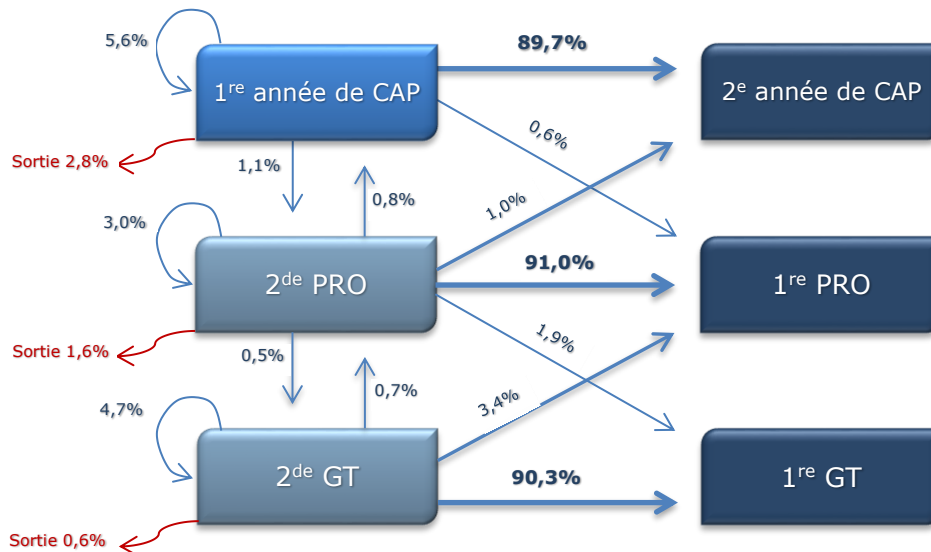 5,6%
89,7%
1re année de CAP
2e année de CAP
0,6%
Sortie 2,8%
1,1%
0,8%
1,0%
3,0%
91,0%
2de PRO
1re PRO
1,9%
Sortie 1,6%
0,5%
0,7%
3,4%
4,7%
90,3%
2de GT
1re GT
Sortie 0,6%